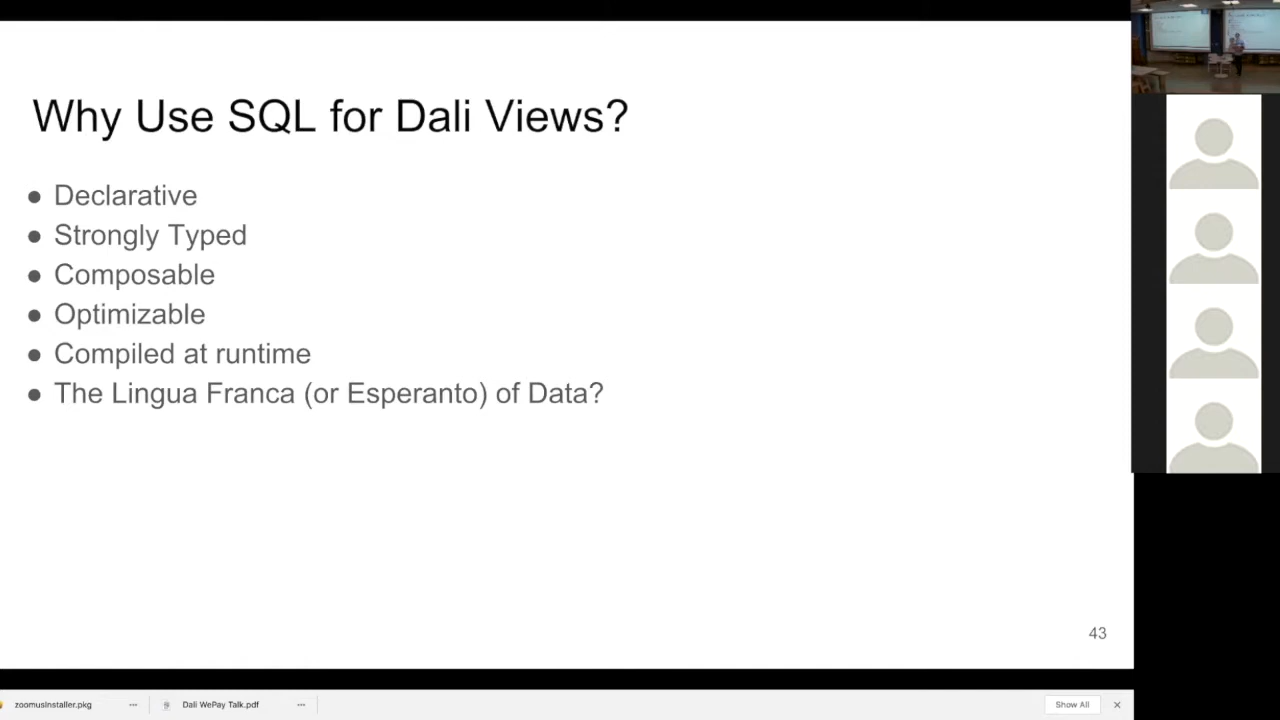 Why Use SQL for Dali Views?
● Declarative
● Strongly Typed
● Composable
● Optimizable
● Compiled at runtime
● The Lingua Franca (or Esperanto) of Data?
43
zoomusInstaller.pkg
Dali WePay Talk.pdf
Show All